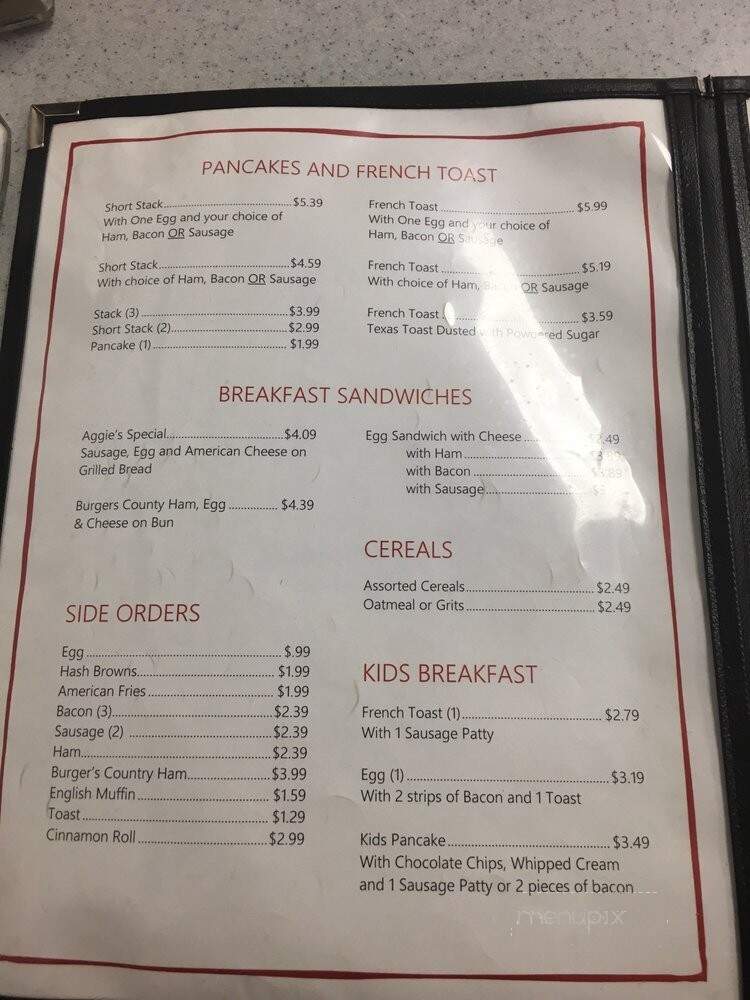 PANCAKES AND FRENCH TOAST
Short Stack $5.39
With One Egg and your choice of
Ham, Bacon OR Sausage
Short Stack $4.59
With choice of Ham, Bacon OR Sausage
Stack (3) $3.99
Short Stack (2) $2.99
Pancake (1) $1.99
French Toast $5.99
With One Egg and your choice of
Ham, Bacon OR Sausage
French Toast $5.19
With choice of Ham, Bacon OR Sausage
French Toast $3.59
Texas Toast Dusted with Powdered Sugar
BREAKFAST SANDWICHES
Aggie's Special $4.09
Sausage, Egg and American Cheese on
Grilled Bread
Burgers County Ham, Egg $4.39
& Cheese on Bun
Egg Sandwich with Cheese $2.49
with Ham
with Bacon $3.89
with Sausage
CEREALS
Assorted Cereals $2.49
Oatmeal or Grits $2.49
SIDE ORDERS
Egg $.99
Hash Browns $1.99
American Fries $1.99
Bacon (3) $2.39
Sausage (2) $2.39
Ham $2.39
Burger's Country Ham $3.99
English Muffin $1.59
Toast $1.29
Cinnamon Roll $2.99
KIDS BREAKFAST
French Toast (1) $2.79
With 1 Sausage Patty
Egg (1) $3.19
With 2 strips of Bacon and 1 Toast
Kids Pancake $3.49
With Chocolate Chips, Whipped Cream
and 1 Sausage Patty or 2 pieces of bacon
menupix